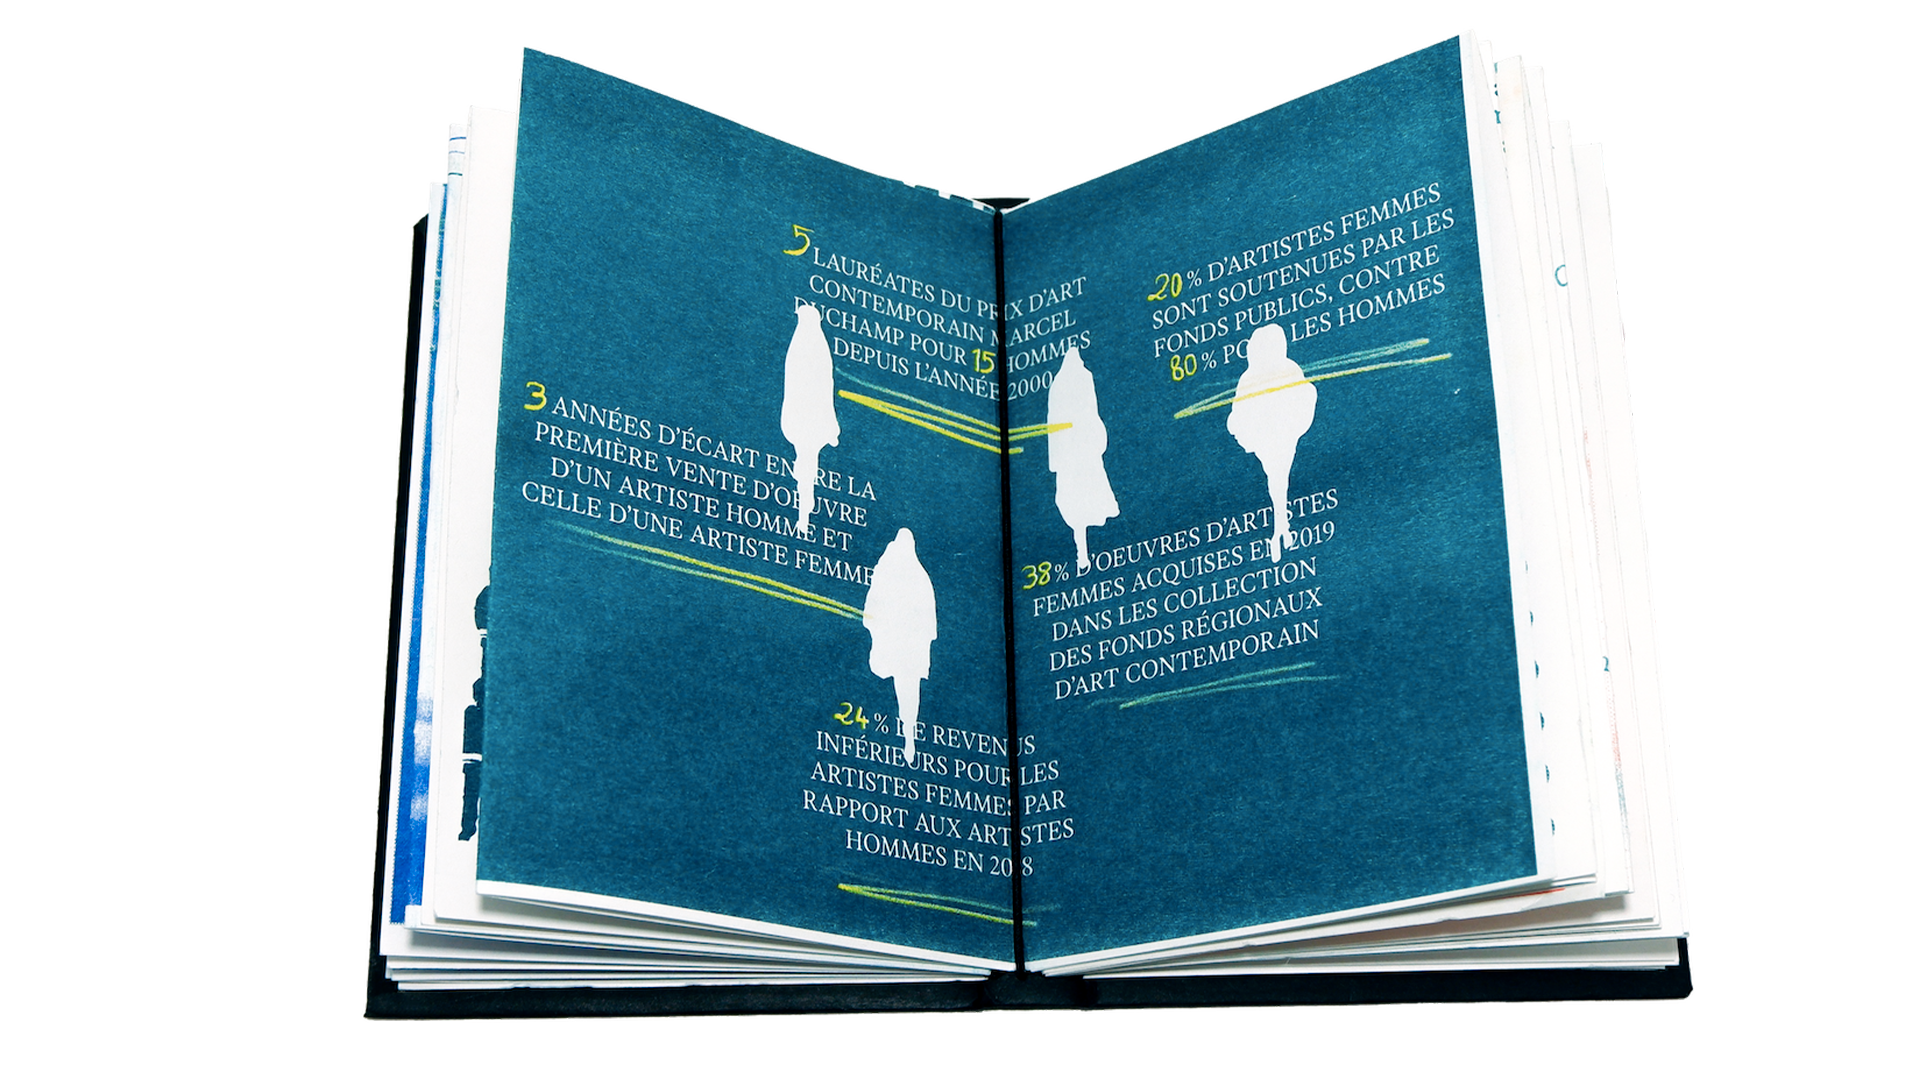 5 LAURÉATES DU PRIX D'ART
CONTEMPORAIN MARCEL
DUCHAMP POUR 15 HOMMES
DEPUIS L'ANNÉE 2000
3 ANNÉES D'ÉCART ENTRE LA
PREMIÈRE VENTE D'OEUVRE
D'UN ARTISTE HOMME ET
CELLE D'UNE ARTISTE FEMME
24 % DE REVENUS
INFÉRIEURS POUR LES
ARTISTES FEMMES PAR
RAPPORT AUX ARTISTES
HOMMES EN 2018
20 % D'ARTISTES FEMMES
SONT SOUTENUES PAR LES
FONDS PUBLICS, CONTRE
80 % POUR LES HOMMES
38 % D'OEUVRES D'ARTISTES
FEMMES ACQUISES EN 2019
DANS LES COLLECTION
DES FONDS RÉGIONAUX
D'ART CONTEMPORAIN